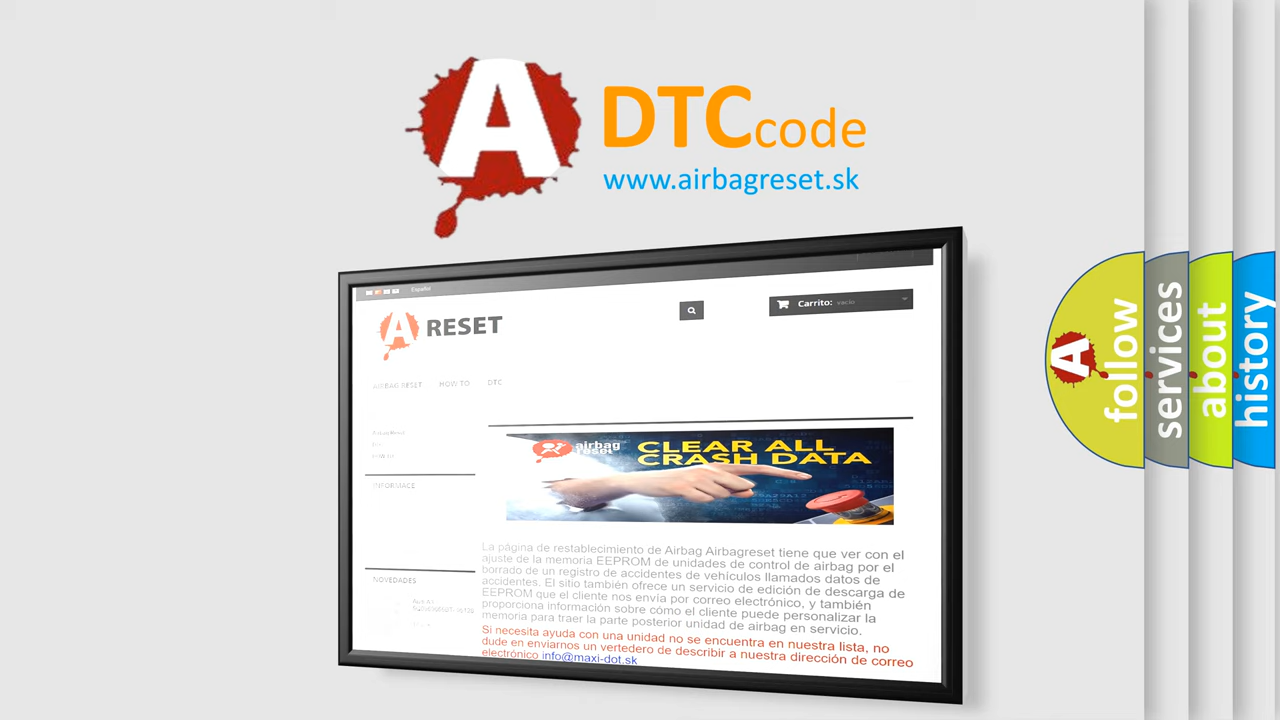 A DTC code
www.airbagreset.sk
Español
A RESET
Carrito: vacío
AIRBAG RESET HOW TO DTC
Airbag Reset
HOW TO
INFORMACE
airbag reset
CLEAR ALL
CRASH DATA
La página de restablecimiento de Airbag Airbagreset tiene que ver con el
ajuste de la memoria EEPROM de unidades de control de airbag por el
borrado de un registro de accidentes de vehículos llamados datos de
accidentes. El sitio también ofrece un servicio de edición de descarga de
EEPROM que el cliente nos envía por correo electrónico, y también
proporciona información sobre cómo el cliente puede personalizar la
memoria para traer la parte posterior unidad de airbag en servicio.
Si necesita ayuda con una unidad no se encuentra en nuestra lista, no
dude en enviarnos un vertedero de describir a nuestra dirección de correo
electrónico info@maxi-dot.sk
NOVEDADES
A follow
services
about
history